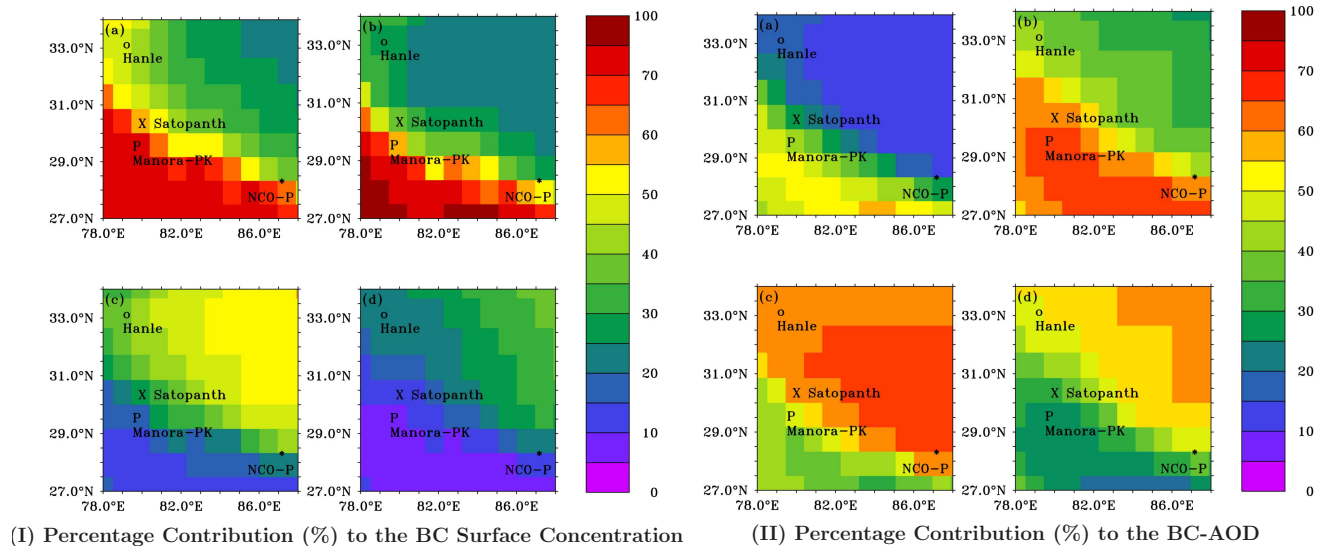 (a)
33.0°N
31.0°N
29.0°N
27.0°N
78.0°E 82.0°E 86.0°E
o
Hanle
X Satopanth
P
Manora-PK
*
NCO-P
(b)
33.0°N
31.0°N
29.0°N
27.0°N
78.0°E 82.0°E 86.0°E
o
Hanle
X Satopanth
P
Manora-PK
*
NCO-P
(c)
33.0°N
31.0°N
29.0°N
27.0°N
78.0°E 82.0°E 86.0°E
o
Hanle
X Satopanth
P
Manora-PK
*
NCO-P
(d)
33.0°N
31.0°N
29.0°N
27.0°N
78.0°E 82.0°E 86.0°E
o
Hanle
X Satopanth
P
Manora-PK
*
NCO-P
100
70
60
50
40
30
20
10
0
(I) Percentage Contribution (%) to the BC Surface Concentration
(a)
33.0°N
31.0°N
29.0°N
27.0°N
78.0°E 82.0°E 86.0°E
o
Hanle
X Satopanth
P
Manora-PK
*
NCO-P
(b)
33.0°N
31.0°N
29.0°N
27.0°N
78.0°E 82.0°E 86.0°E
o
Hanle
X Satopanth
P
Manora-PK
*
NCO-P
(c)
33.0°N
31.0°N
29.0°N
27.0°N
78.0°E 82.0°E 86.0°E
o
Hanle
X Satopanth
P
Manora-PK
*
NCO-P
(d)
33.0°N
31.0°N
29.0°N
27.0°N
78.0°E 82.0°E 86.0°E
o
Hanle
X Satopanth
P
Manora-PK
*
NCO-P
100
70
60
50
40
30
20
10
0
(II) Percentage Contribution (%) to the BC-AOD